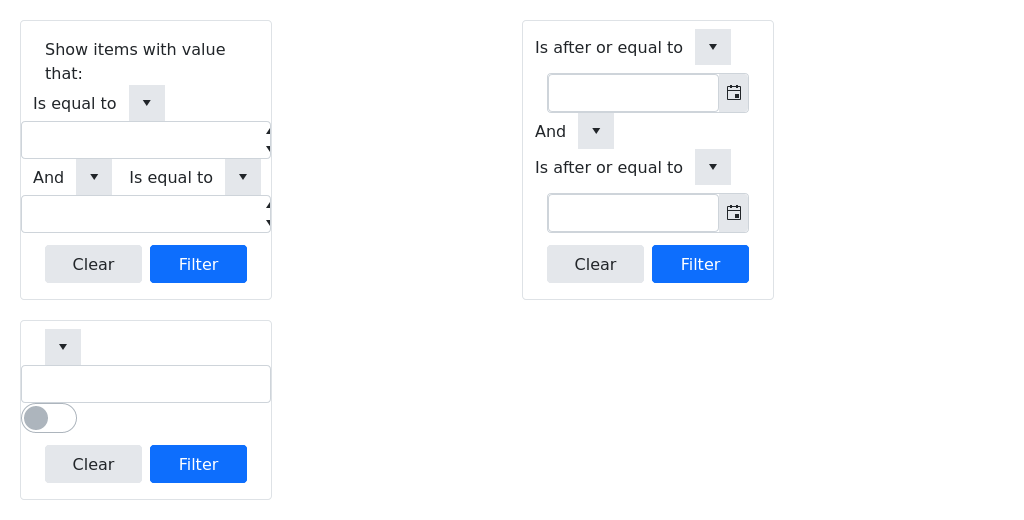 Show items with value
that:
Is equal to
And Is equal to
Clear Filter
Is after or equal to
And
Is after or equal to
Clear Filter
Clear Filter